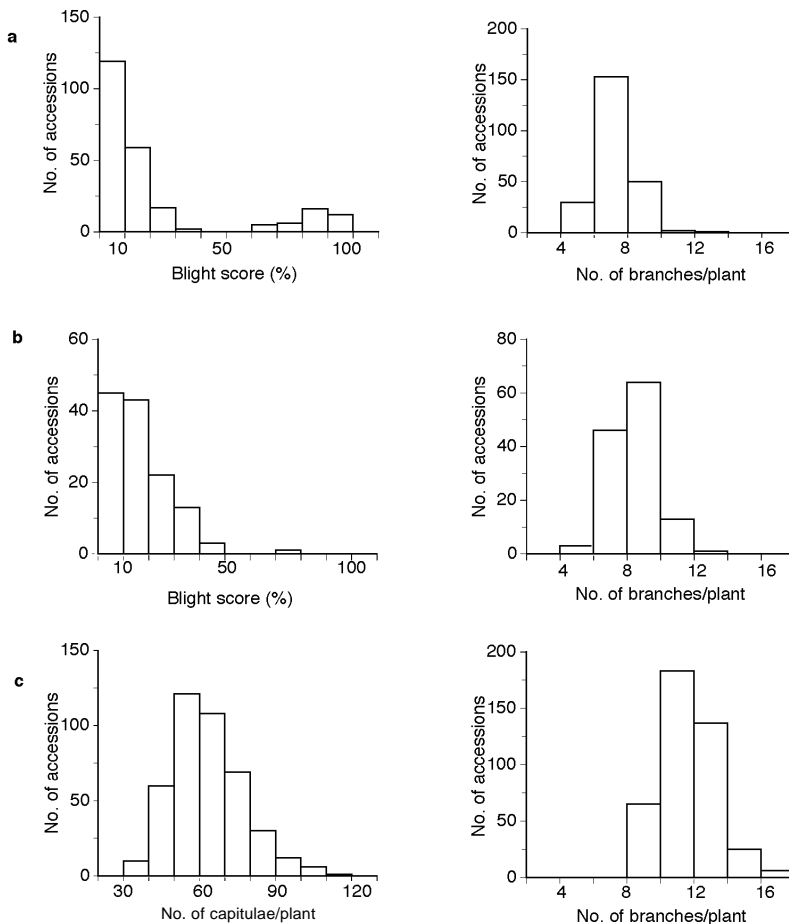 a
No. of accessions
150
100
50
0
10 50 100
Blight score (%)
No. of accessions
200
150
100
50
0
4 8 12 16
No. of branches/plant
b
No. of accessions
60
40
20
0
10 50 100
Blight score (%)
No. of accessions
80
60
40
20
0
4 8 12 16
No. of branches/plant
c
No. of accessions
150
100
50
0
30 60 90 120
No. of capitulae/plant
No. of accessions
200
150
100
50
0
4 8 12 16
No. of branches/plant